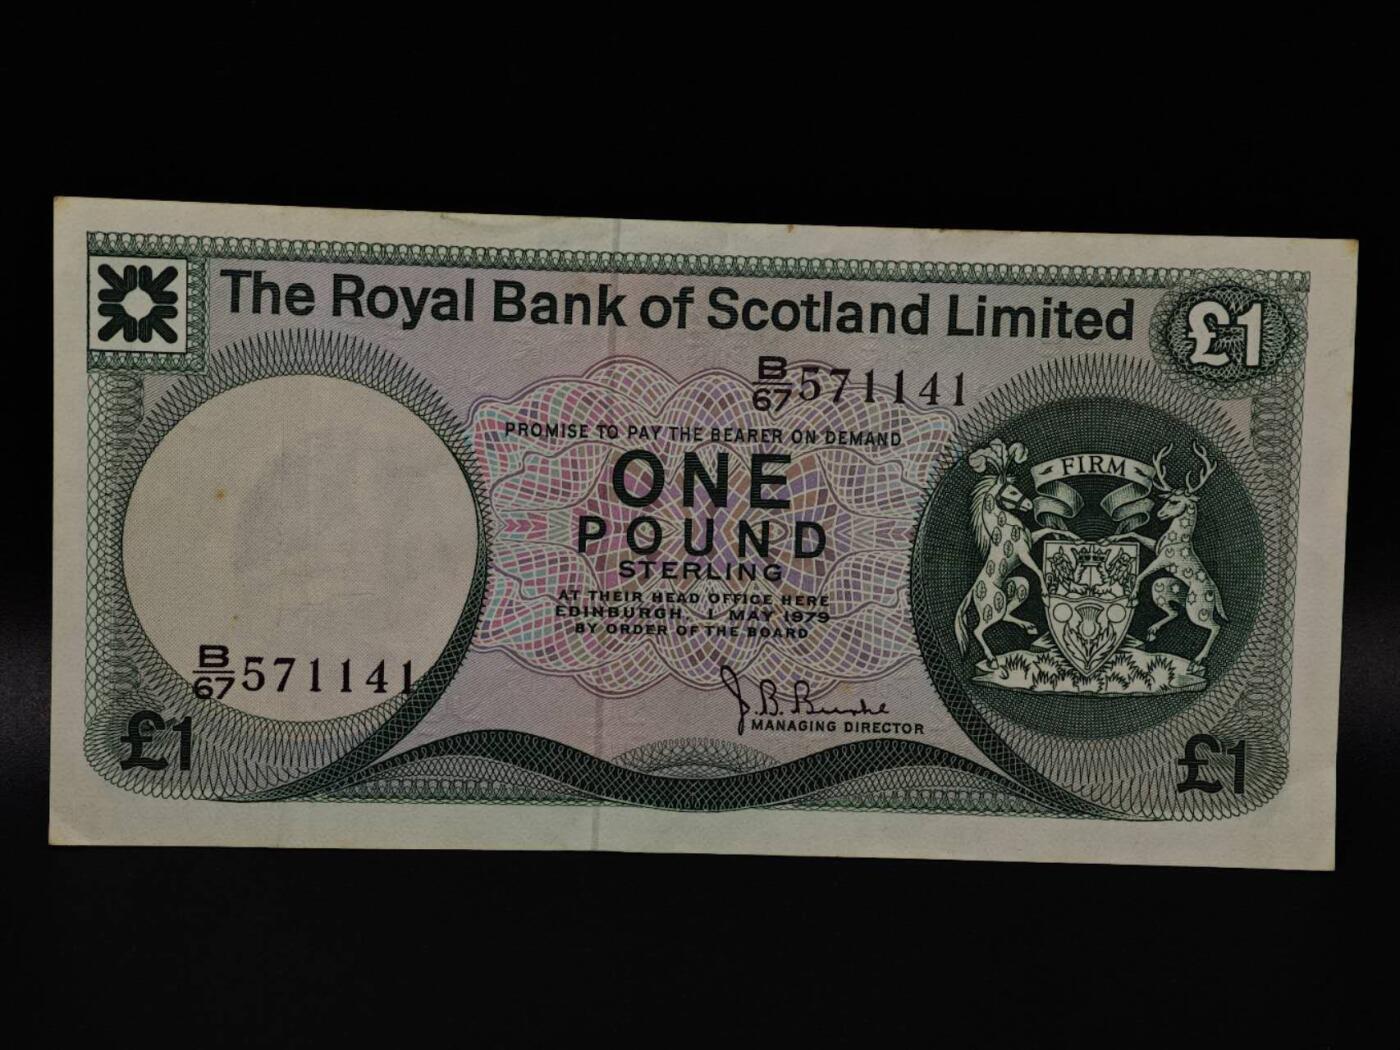 The Royal Bank of Scotland Limited
£1
B/67 571141
PROMISE TO PAY THE BEARER ON DEMAND
ONE
POUND
STERLING
AT THEIR HEAD OFFICE HERE
EDINBURGH, 1 MAY 1979
BY ORDER OF THE BOARD
FIRM
B/67 571141
J. B. Burke
MANAGING DIRECTOR
£1
£1